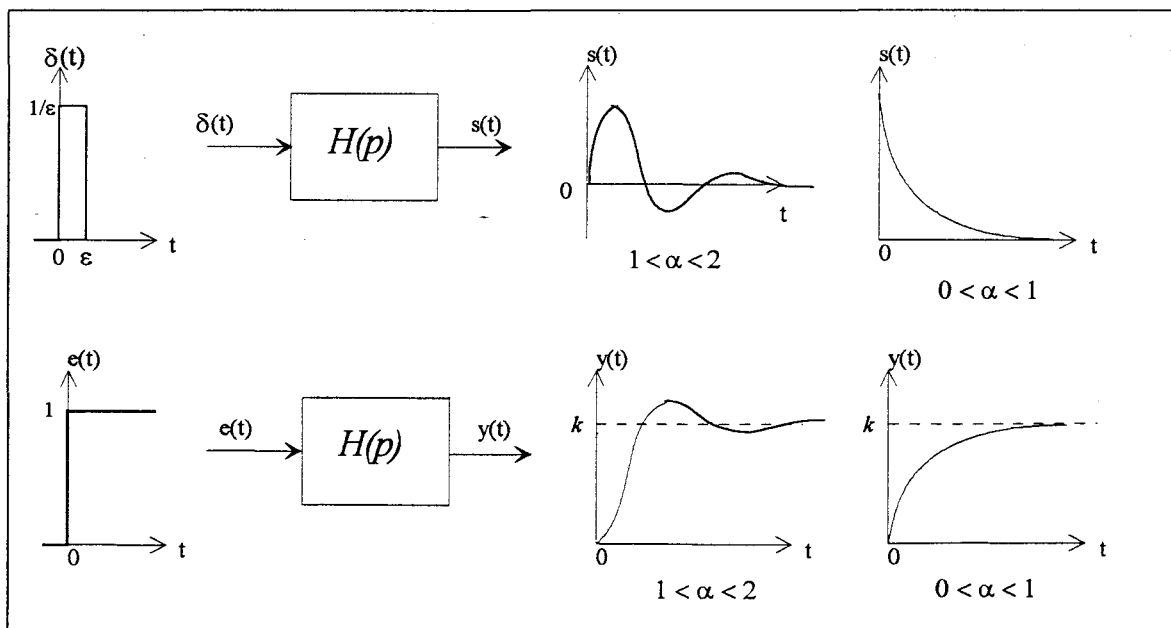 δ(t)
1/ε
0 ε t
δ(t) H(p) s(t)
s(t)
0
t
1 < α < 2
s(t)
0
t
0 < α < 1
e(t)
1
0 t
e(t) H(p) y(t)
y(t)
k
0 t
1 < α < 2
y(t)
k
0 t
0 < α < 1